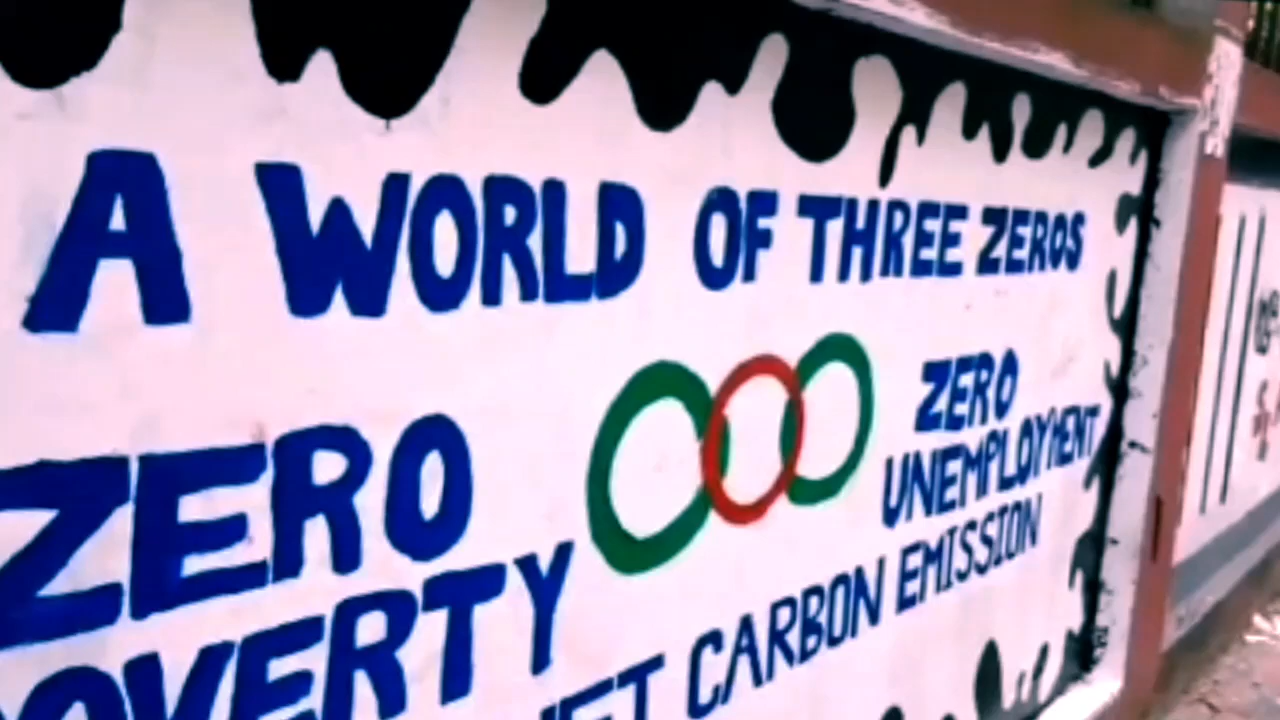 A WORLD OF THREE ZEROS
ZERO
POVERTY
ZERO
UNEMPLOYMENT
NET CARBON EMISSION